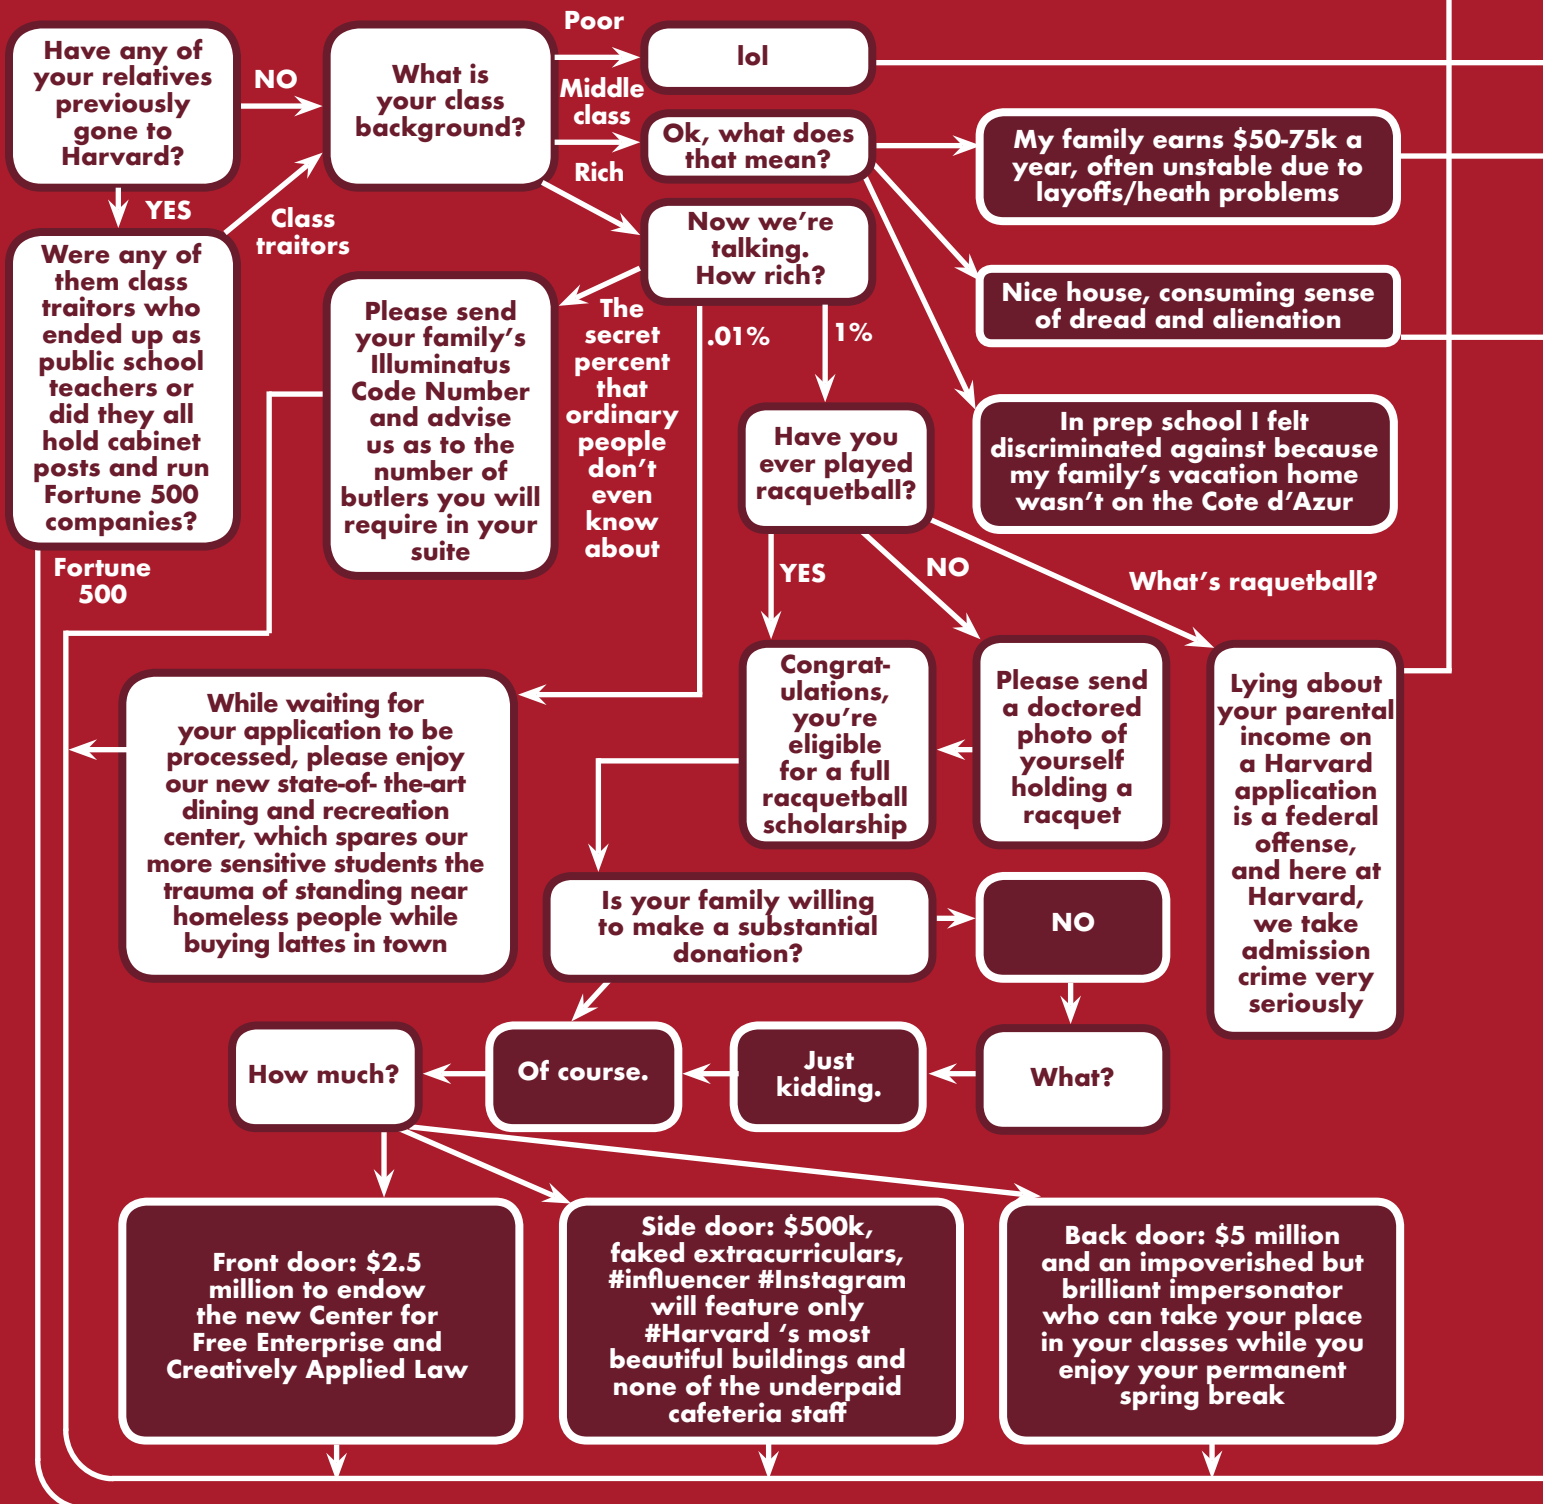 Have any of
your relatives
previously
gone to
Harvard?
NO
YES
What is
your class
background?
Poor
Middle
class
Rich
lol
Ok, what does
that mean?
My family earns $50-75k a
year, often unstable due to
layoffs/heath problems
Nice house, consuming sense
of dread and alienation
In prep school I felt
discriminated against because
my family's vacation home
wasn't on the Cote d'Azur
Were any of
them class
traitors who
ended up as
public school
teachers or
did they all
hold cabinet
posts and run
Fortune 500
companies?
Class
traitors
Fortune
500
Now we're
talking.
How rich?
The
secret
percent
that
ordinary
people
don't
even
know
about
.01%
1%
Please send
your family's
Illuminatus
Code Number
and advise
us as to the
number of
butlers you will
require in your
suite
Have you
ever played
racquetball?
YES
NO
What's raquetball?
While waiting for
your application to be
processed, please enjoy
our new state-of- the-art
dining and recreation
center, which spares our
more sensitive students the
trauma of standing near
homeless people while
buying lattes in town
Congrat-
ulations,
you're
eligible
for a full
racquetball
scholarship
Please send
a doctored
photo of
yourself
holding a
racquet
Lying about
your parental
income on
a Harvard
application
is a federal
offense,
and here at
Harvard,
we take
admission
crime very
seriously
Is your family willing
to make a substantial
donation?
NO
What?
Just
kidding.
Of course.
How much?
Front door: $2.5
million to endow
the new Center for
Free Enterprise and
Creatively Applied Law
Side door: $500k,
faked extracurriculars,
#influencer #Instagram
will feature only
#Harvard ‘s most
beautiful buildings and
none of the underpaid
cafeteria staff
Back door: $5 million
and an impoverished but
brilliant impersonator
who can take your place
in your classes while you
enjoy your permanent
spring break